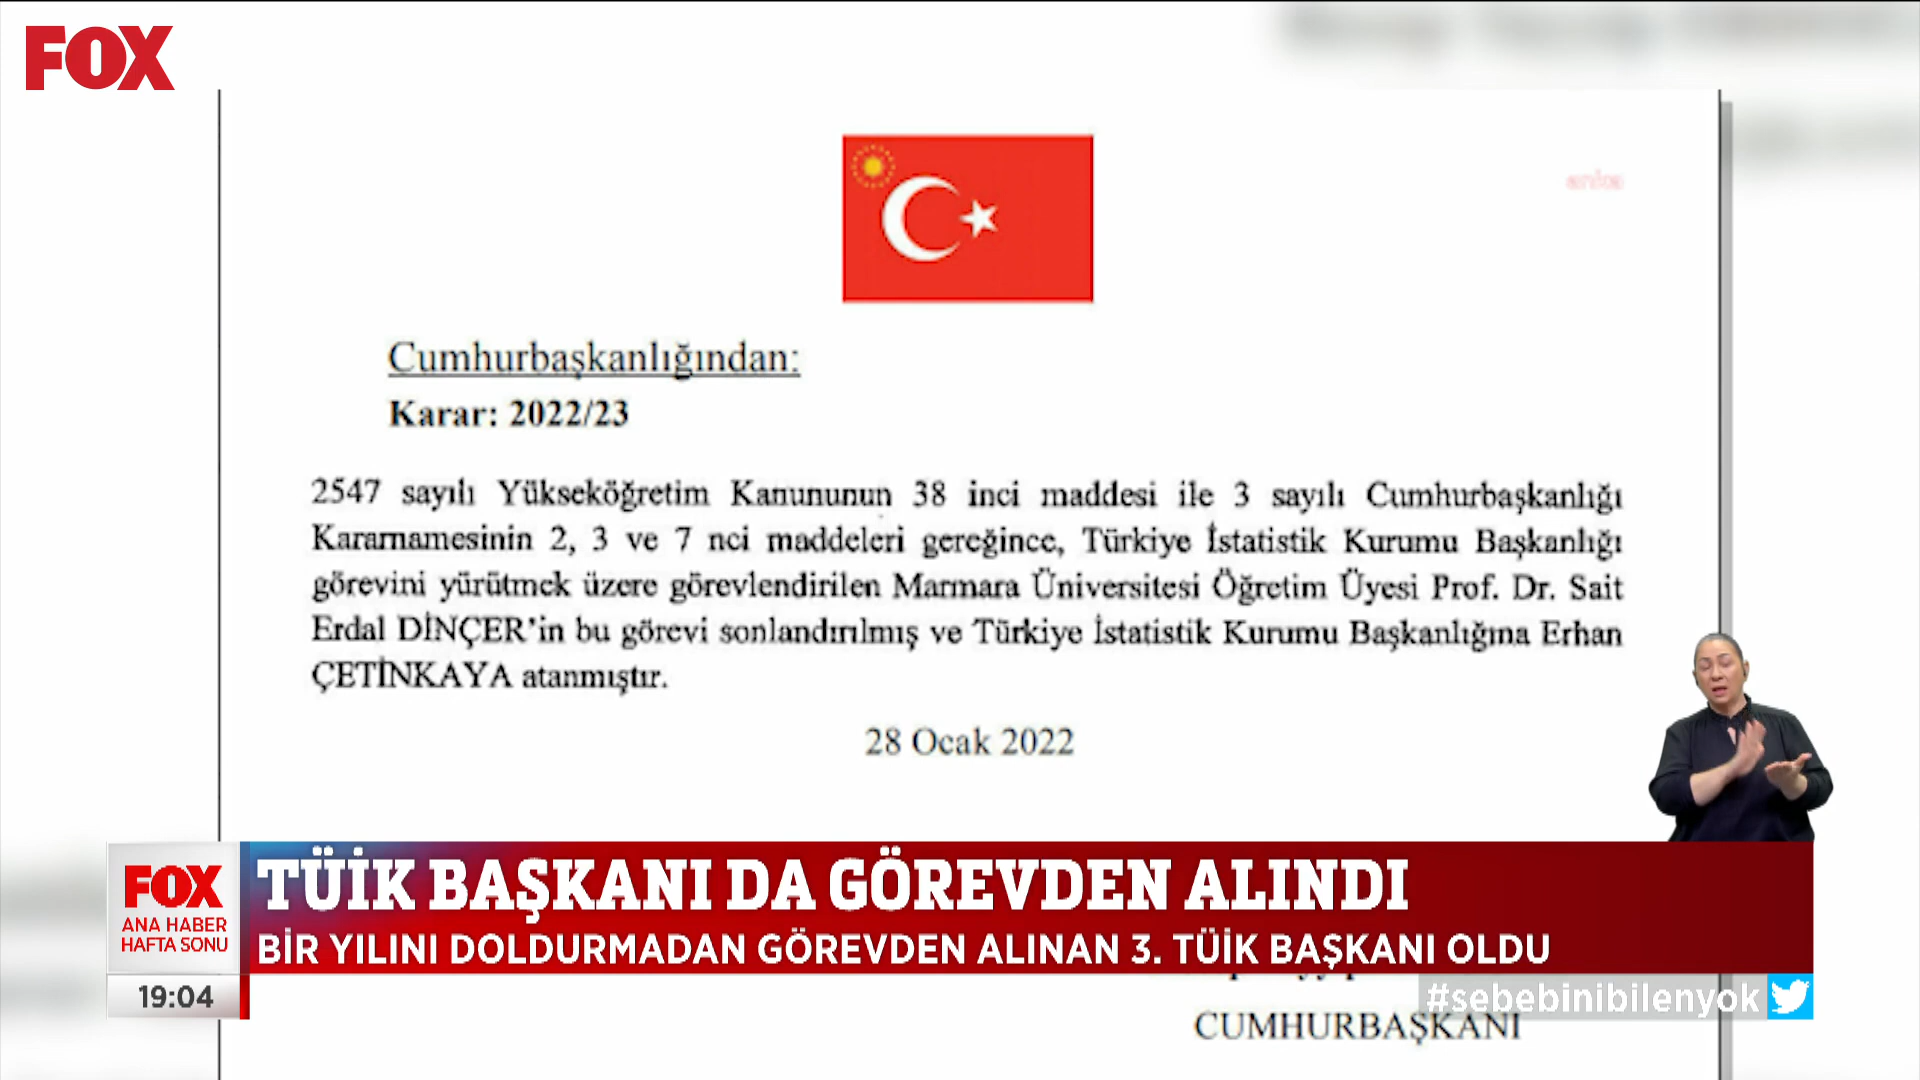 FOX
anka
Cumhurbaşkanlığından:
Karar: 2022/23
2547 sayılı Yükseköğretim Kanununun 38 inci maddesi ile 3 sayılı Cumhurbaşkanlığı
Kararnamesinin 2, 3 ve 7 nci maddeleri gereğince, Türkiye İstatistik Kurumu Başkanlığı
görevini yürütmek üzere görevlendirilen Marmara Üniversitesi Öğretim Üyesi Prof. Dr. Sait
Erdal DİNÇER'in bu görevi sonlandırılmış ve Türkiye İstatistik Kurumu Başkanlığına Erhan
ÇETİNKAYA atanmıştır.
28 Ocak 2022
FOX
ANA HABER
HAFTA SONU
TÜİK BAŞKANI DA GÖREVDEN ALINDI
BİR YILINI DOLDURMADAN GÖREVDEN ALINAN 3. TÜİK BAŞKANI OLDU
19:04
#sebebinibilenyok
CUMHURBAŞKANI